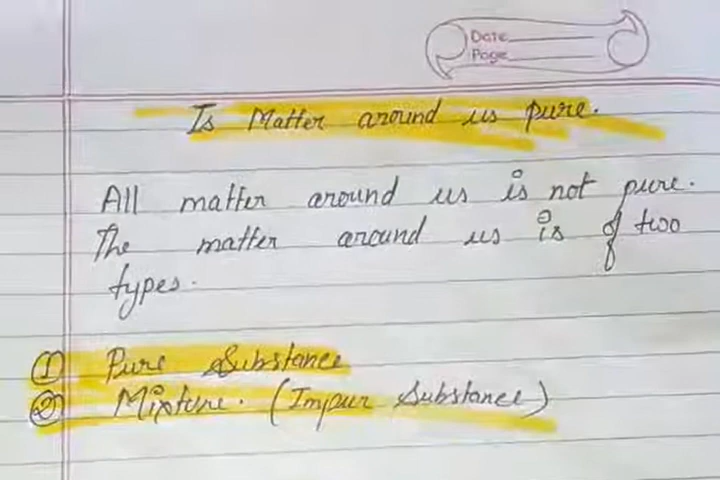 Date
Page
Is Matter around us pure.
All matter around us is not pure.
The matter around us is of two
types.
① Pure Substance
② Mixture. (Impur Substance)